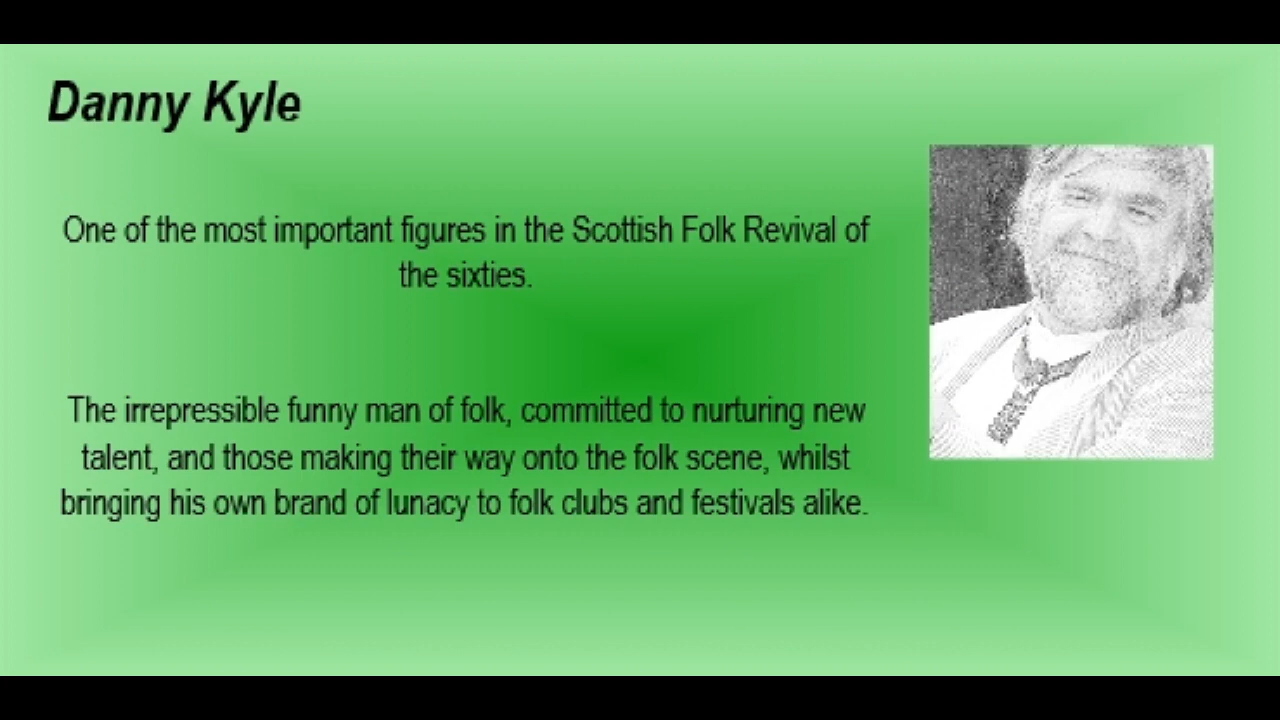 Danny Kyle
One of the most important figures in the Scottish Folk Revival of
the sixties.
The irrepressible funny man of folk, committed to nurturing new
talent, and those making their way onto the folk scene, whilst
bringing his own brand of lunacy to folk clubs and festivals alike.